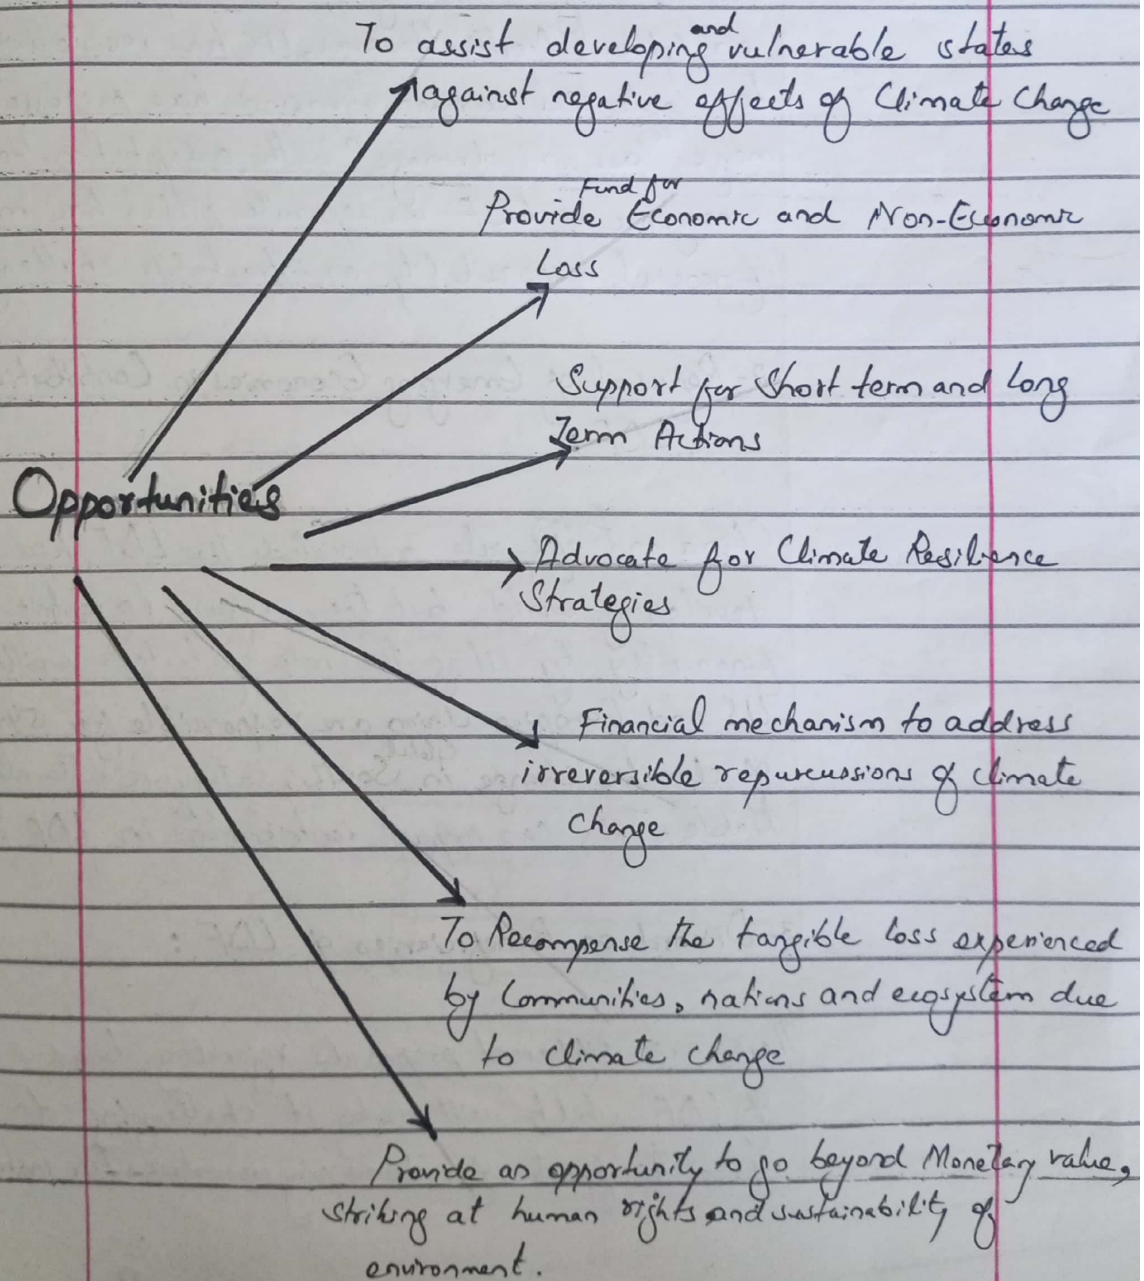 To assist developing and vulnerable states
against negative effects of Climate Change
Provide Fund for Economic and Non-Economic
Loss
Support for Short term and Long
Term Actions
Opportunities
Advocate for Climate Resilience
Strategies
Financial mechanism to address
irreversible repurcussions of climate
Change
To Recompense the tangible loss experienced
by Communities, nations and ecosystem due
to climate change
Provide an opportunity to go beyond Monetary value,
striking at human rights and sustainability of
environment.